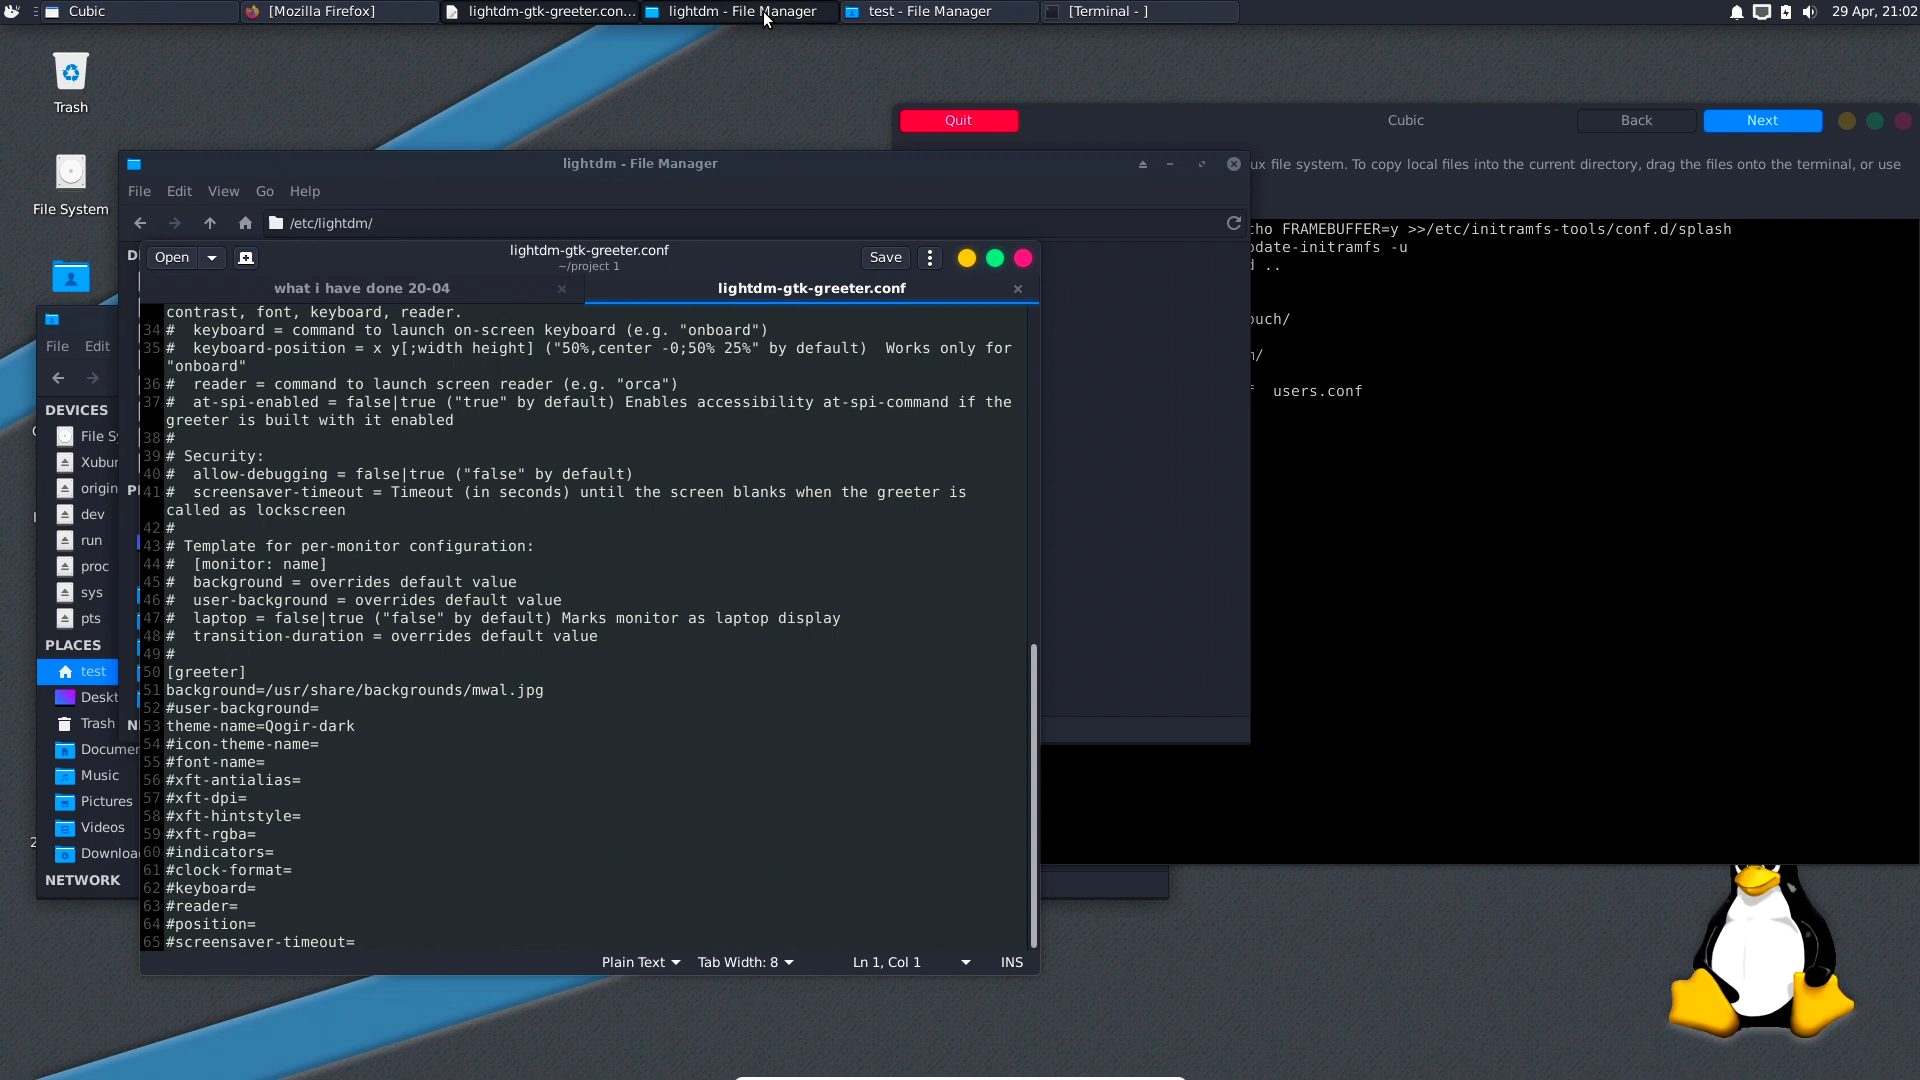 Cubic
[Mozilla Firefox]
lightdm-gtk-greeter.con...
lightdm - File Manager
test - File Manager
[Terminal - ]
29 Apr, 21:02
Trash
File System
Quit
Cubic
Back
Next
ux file system. To copy local files into the current directory, drag the files onto the terminal, or use
lightdm - File Manager
File Edit View Go Help
/etc/lightdm/
cho FRAMEBUFFER=y >>/etc/initramfs-tools/conf.d/splash
pdate-initramfs -u
d ..
ouch/
users.conf
Open
lightdm-gtk-greeter.conf
~/project 1
Save
what i have done 20-04
lightdm-gtk-greeter.conf
contrast, font, keyboard, reader.
34 #  keyboard = command to launch on-screen keyboard (e.g. "onboard")
35 #  keyboard-position = x y[;width height] ("50%,center -0;50% 25%" by default)  Works only for
"onboard"
36 #  reader = command to launch screen reader (e.g. "orca")
37 #  at-spi-enabled = false|true ("true" by default) Enables accessibility at-spi-command if the
greeter is built with it enabled
38 #
39 # Security:
40 #  allow-debugging = false|true ("false" by default)
41 #  screensaver-timeout = Timeout (in seconds) until the screen blanks when the greeter is
called as lockscreen
42 #
43 # Template for per-monitor configuration:
44 #  [monitor: name]
45 #  background = overrides default value
46 #  user-background = overrides default value
47 #  laptop = false|true ("false" by default) Marks monitor as laptop display
48 #  transition-duration = overrides default value
49 #
50 [greeter]
51 background=/usr/share/backgrounds/mwal.jpg
52 #user-background=
53 theme-name=Qogir-dark
54 #icon-theme-name=
55 #font-name=
56 #xft-antialias=
57 #xft-dpi=
58 #xft-hintstyle=
59 #xft-rgba=
60 #indicators=
61 #clock-format=
62 #keyboard=
63 #reader=
64 #position=
65 #screensaver-timeout=
Plain Text
Tab Width: 8
Ln 1, Col 1
INS
File Edit
DEVICES
File Sy
Xubur
origin
dev
run
proc
sys
pts
PLACES
test
Deskt
Trash
Documen
Music
Pictures
Videos
Downloa
NETWORK